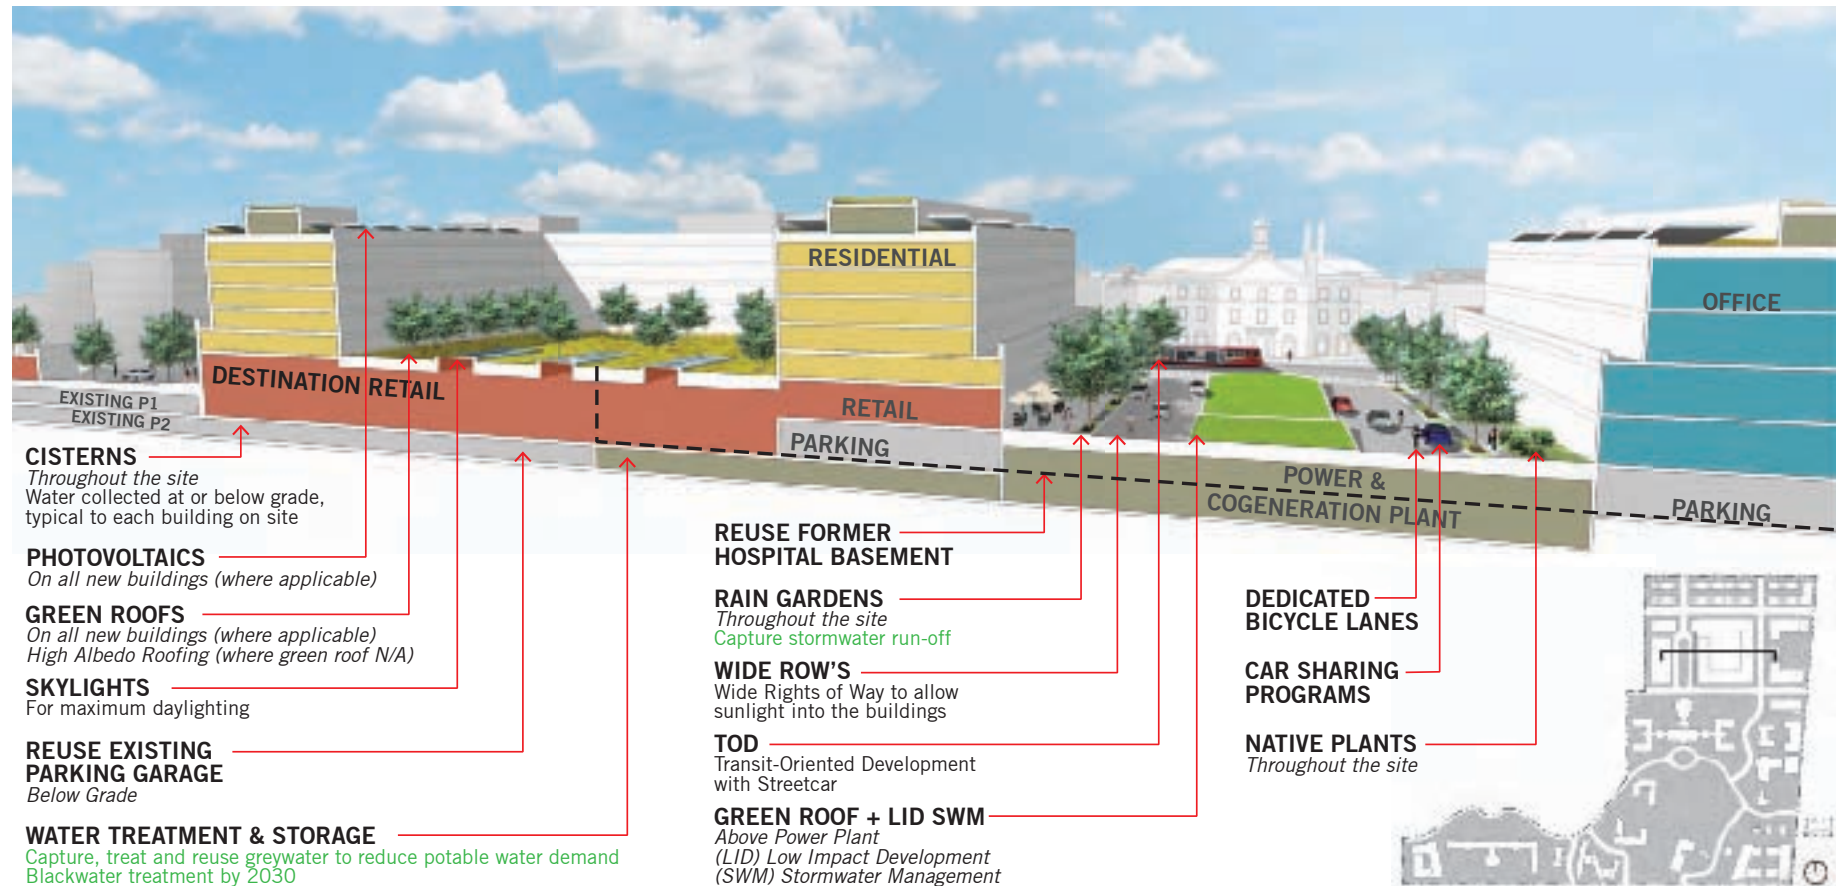 RESIDENTIAL
OFFICE
DESTINATION RETAIL
EXISTING P1
EXISTING P2
RETAIL
PARKING
POWER &
COGENERATION PLANT
PARKING
CISTERNS
Throughout the site
Water collected at or below grade,
typical to each building on site
PHOTOVOLTAICS
On all new buildings (where applicable)
GREEN ROOFS
On all new buildings (where applicable)
High Albedo Roofing (where green roof N/A)
SKYLIGHTS
For maximum daylighting
REUSE EXISTING
PARKING GARAGE
Below Grade
WATER TREATMENT & STORAGE
Capture, treat and reuse greywater to reduce potable water demand
Blackwater treatment by 2030
REUSE FORMER
HOSPITAL BASEMENT
RAIN GARDENS
Throughout the site
Capture stormwater run-off
WIDE ROW'S
Wide Rights of Way to allow
sunlight into the buildings
TOD
Transit-Oriented Development
with Streetcar
GREEN ROOF + LID SWM
Above Power Plant
(LID) Low Impact Development
(SWM) Stormwater Management
DEDICATED
BICYCLE LANES
CAR SHARING
PROGRAMS
NATIVE PLANTS
Throughout the site